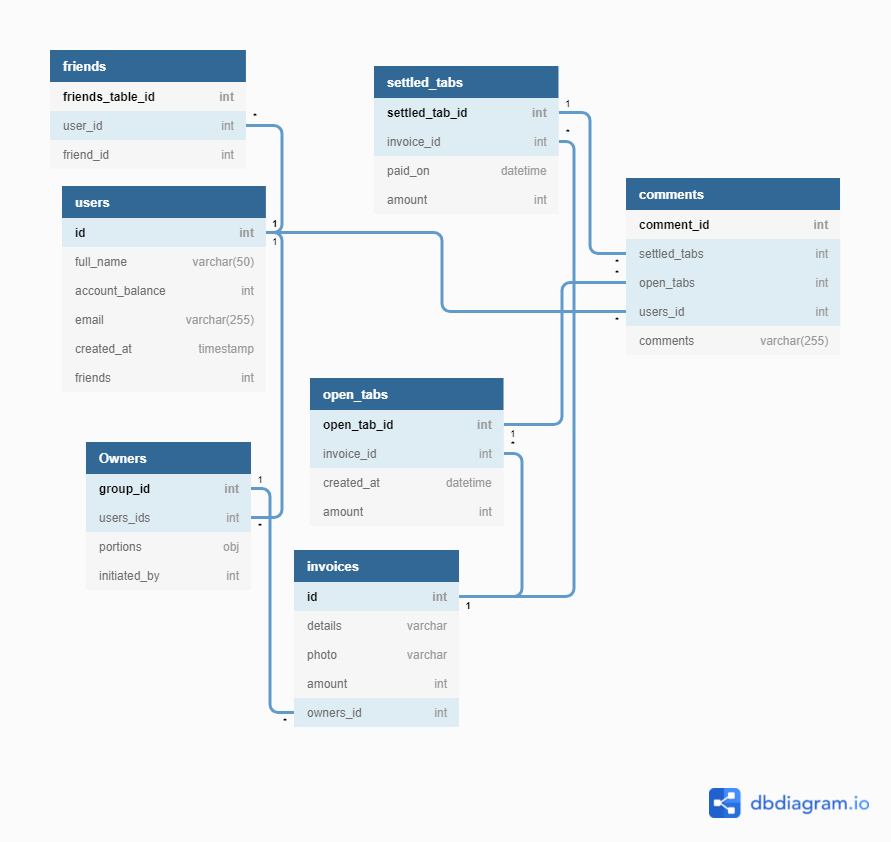 friends
friends_table_id int
user_id int
friend_id int
users
id int
full_name varchar(50)
account_balance int
email varchar(255)
created_at timestamp
friends int
settled_tabs
settled_tab_id int
invoice_id int
paid_on datetime
amount int
comments
comment_id int
settled_tabs int
open_tabs int
users_id int
comments varchar(255)
open_tabs
open_tab_id int
invoice_id int
created_at datetime
amount int
Owners
group_id int
users_ids int
portions obj
initiated_by int
invoices
id int
details varchar
photo varchar
amount int
owners_id int
*
1
1
1
*
*
*
*
1
*
1
*
1
*
dbdiagram.io